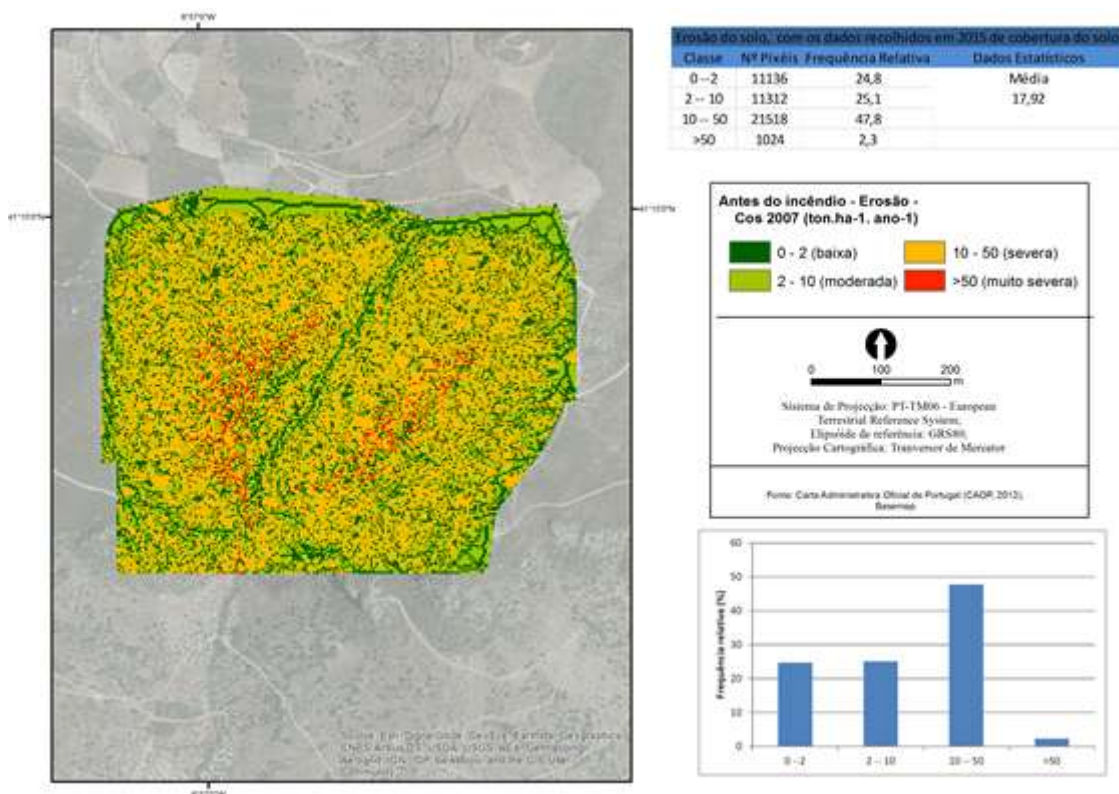 Erosão do solo, com os dados recolhidos em 2015 de cobertura do solo
Classe Nº Pixéis Frequência Relativa Dados Estatísticos
0 -- 2 11136 24,8 Média
2 -- 10 11312 25,1 17,92
10 -- 50 21518 47,8
>50 1024 2,3
Antes do incêndio - Erosão -
Cos 2007 (ton.ha-1. ano-1)
0 - 2 (baixa) 10 - 50 (severa)
2 - 10 (moderada) >50 (muito severa)
0 100 200
m
Sistema de Projecção: PT-TM06 - European
Terrestrial Reference System,
Elipsóide de referência: GRS80,
Projecção Cartográfica: Tranversor de Mercator
Fonte: Carta Administrativa Oficial de Portugal (CAOP, 2012),
Basemap
Frequência relative (%)
60
50
40
30
20
10
0
0 - 2 2 -- 10 10 -- 50 >50